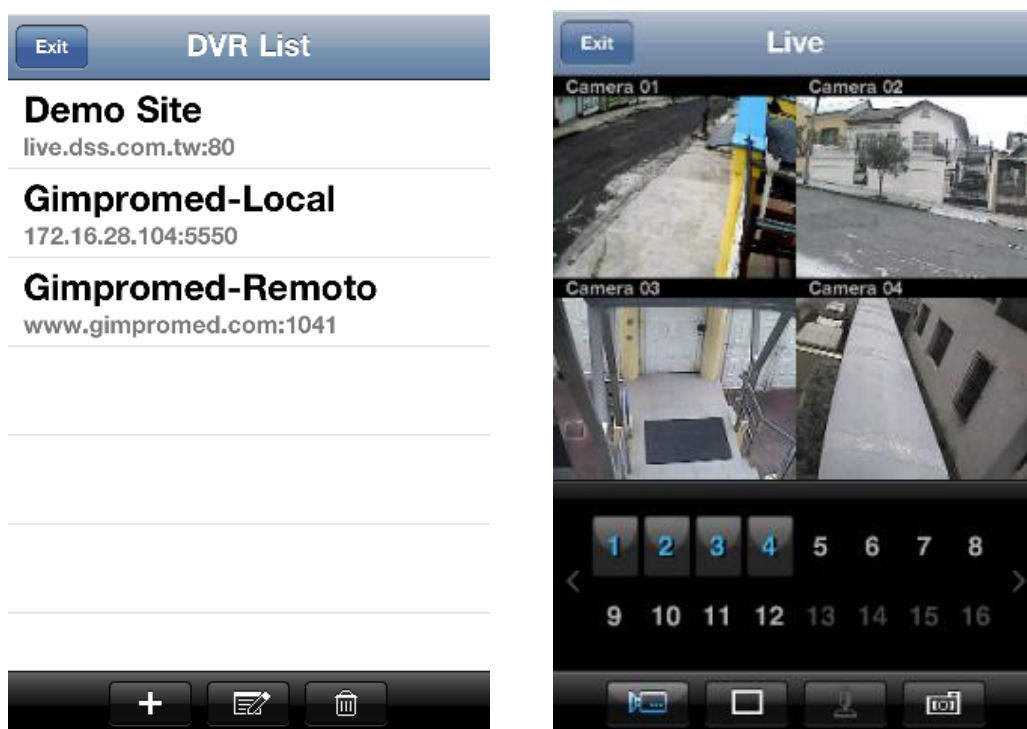 Exit DVR List
Demo Site
live.dss.com.tw:80
Gimpromed-Local
172.16.28.104:5550
Gimpromed-Remoto
www.gimpromed.com:1041
Exit Live
Camera 01 Camera 02
Camera 03 Camera 04
1 2 3 4 5 6 7 8
9 10 11 12 13 14 15 16